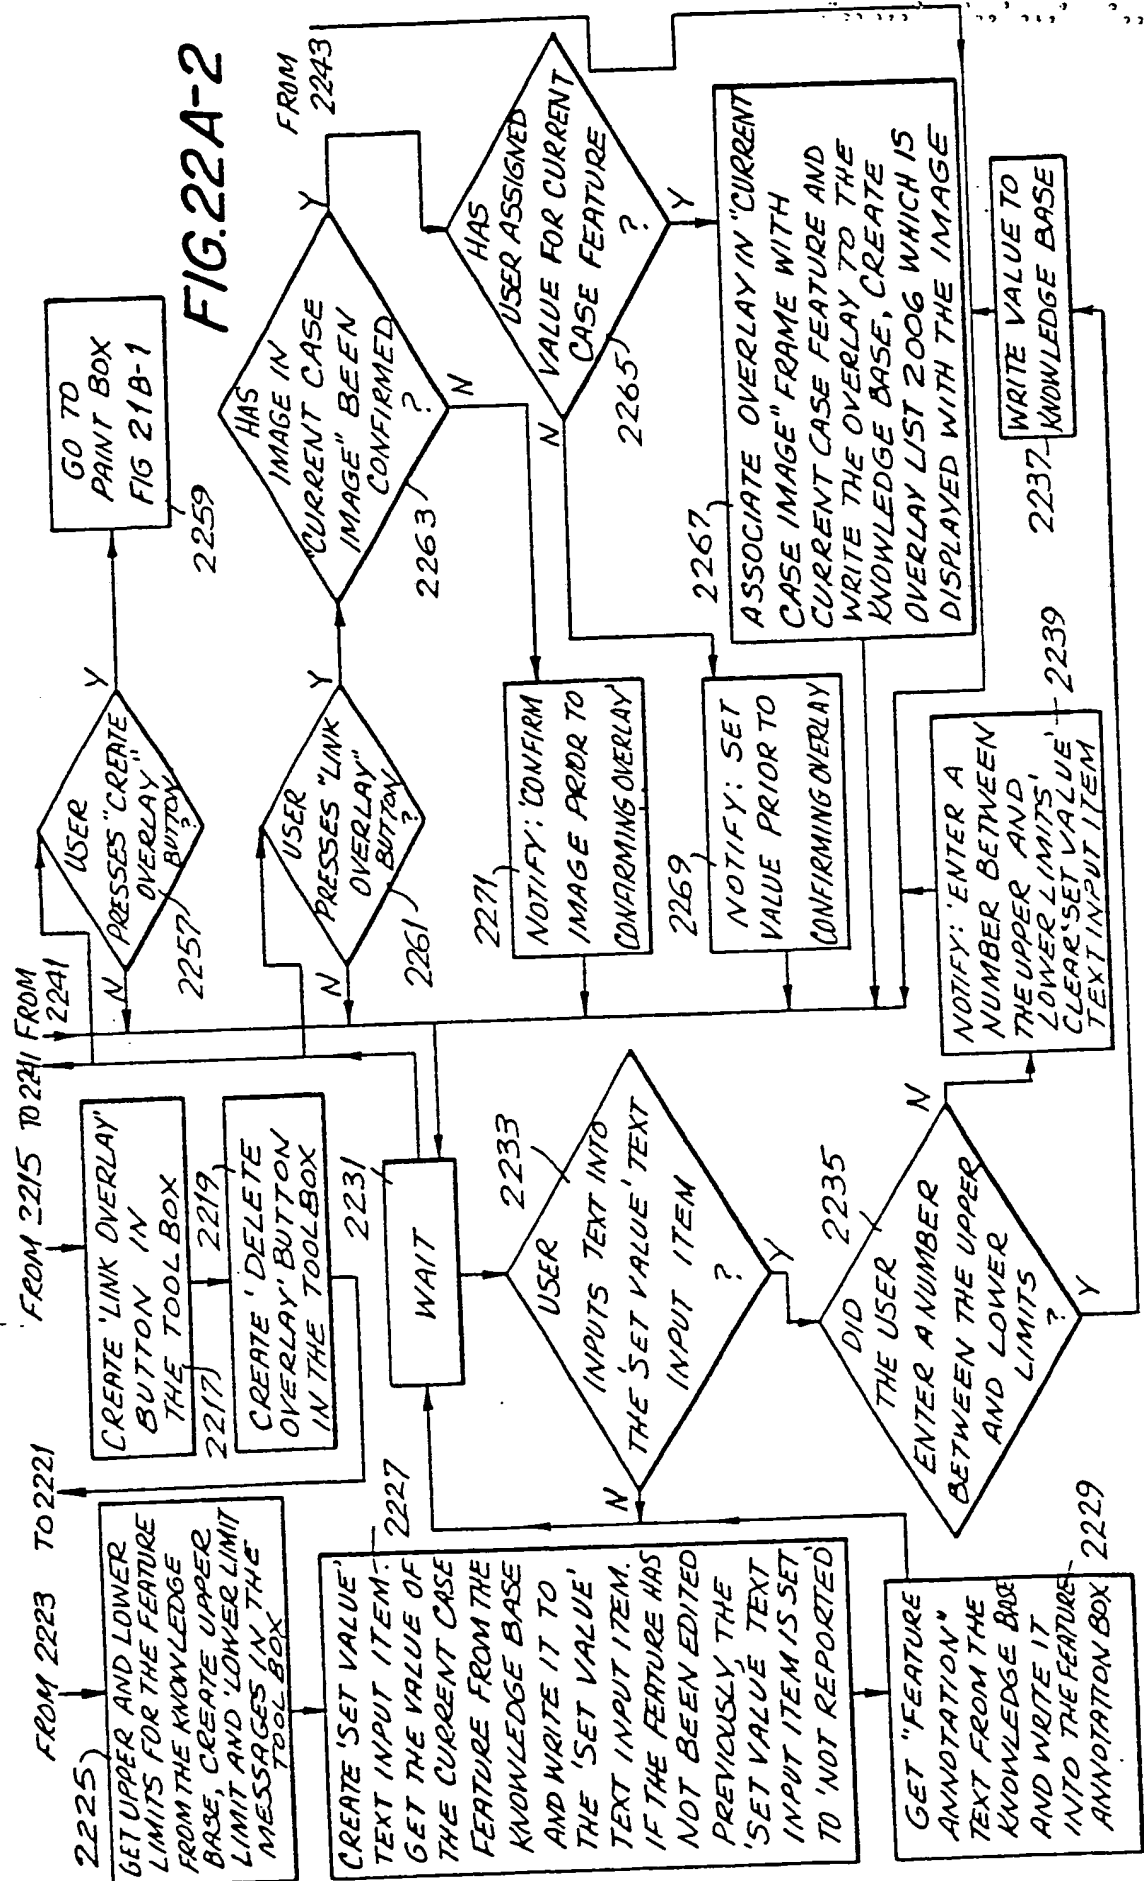 FIG.22A-2
FROM 2223
TO 2221
FROM 2215
TO 2241
FROM
2241
FROM
2243
2225
GET UPPER AND LOWER
LIMITS FOR THE FEATURE
FROM THE KNOWLEDGE
BASE, CREATE UPPER
LIMIT AND 'LOWER LIMIT
MESSAGES IN THE
TOOL BOX
CREATE 'SET VALUE'
TEXT INPUT ITEM.
GET THE VALUE OF
THE CURRENT CASE
FEATURE FROM THE
KNOWLEDGE BASE
AND WRITE IT TO
THE 'SET VALUE'
TEXT INPUT ITEM.
IF THE FEATURE HAS
NOT BEEN EDITED
PREVIOUSLY THE
'SET VALUE' TEXT
INPUT ITEM IS SET
TO 'NOT REPORTED'
2227
GET "FEATURE
ANNOTATION"
TEXT FROM THE
KNOWLEDGE BASE
AND WRITE IT
INTO THE FEATURE
ANNOTATION BOX
2229
CREATE 'LINK OVERLAY'
BUTTON IN
THE TOOL BOX
2217
2219
CREATE 'DELETE
OVERLAY' BUTTON
IN THE TOOLBOX
2231
WAIT
2233
USER
INPUTS TEXT INTO
THE 'SET VALUE' TEXT
INPUT ITEM
?
N
Y
2235
DID
THE USER
ENTER A NUMBER
BETWEEN THE UPPER
AND LOWER
LIMITS
?
N
Y
USER
PRESSES "CREATE
OVERLAY"
BUTTON
?
2257
N
Y
GO TO
PAINT BOX
FIG 21B-1
2259
USER
PRESSES "LINK
OVERLAY"
BUTTON
?
2261
N
Y
HAS
IMAGE IN
"CURRENT CASE
IMAGE" BEEN
CONFIRMED
?
2263
Y
N
HAS
USER ASSIGNED
VALUE FOR CURRENT
CASE FEATURE
?
2265
N
Y
2271
NOTIFY: 'CONFIRM
IMAGE PRIOR TO
CONARMING OVERLAY'
2269
NOTIFY: SET
VALUE PRIOR TO
CONFIRMING OVERLAY
2267
ASSOCIATE OVERLAY IN "CURRENT
CASE IMAGE" FRAME WITH
CURRENT CASE FEATURE AND
WRITE THE OVERLAY TO THE
KNOWLEDGE BASE, CREATE
OVERLAY LIST 2006 WHICH IS
DISPLAYED WITH THE IMAGE
NOTIFY: 'ENTER A
NUMBER BETWEEN
THE UPPER AND
LOWER LIMITS'
CLEAR 'SET VALUE'
TEXT INPUT ITEM
2239
WRITE VALUE TO
KNOWLEDGE BASE
2237